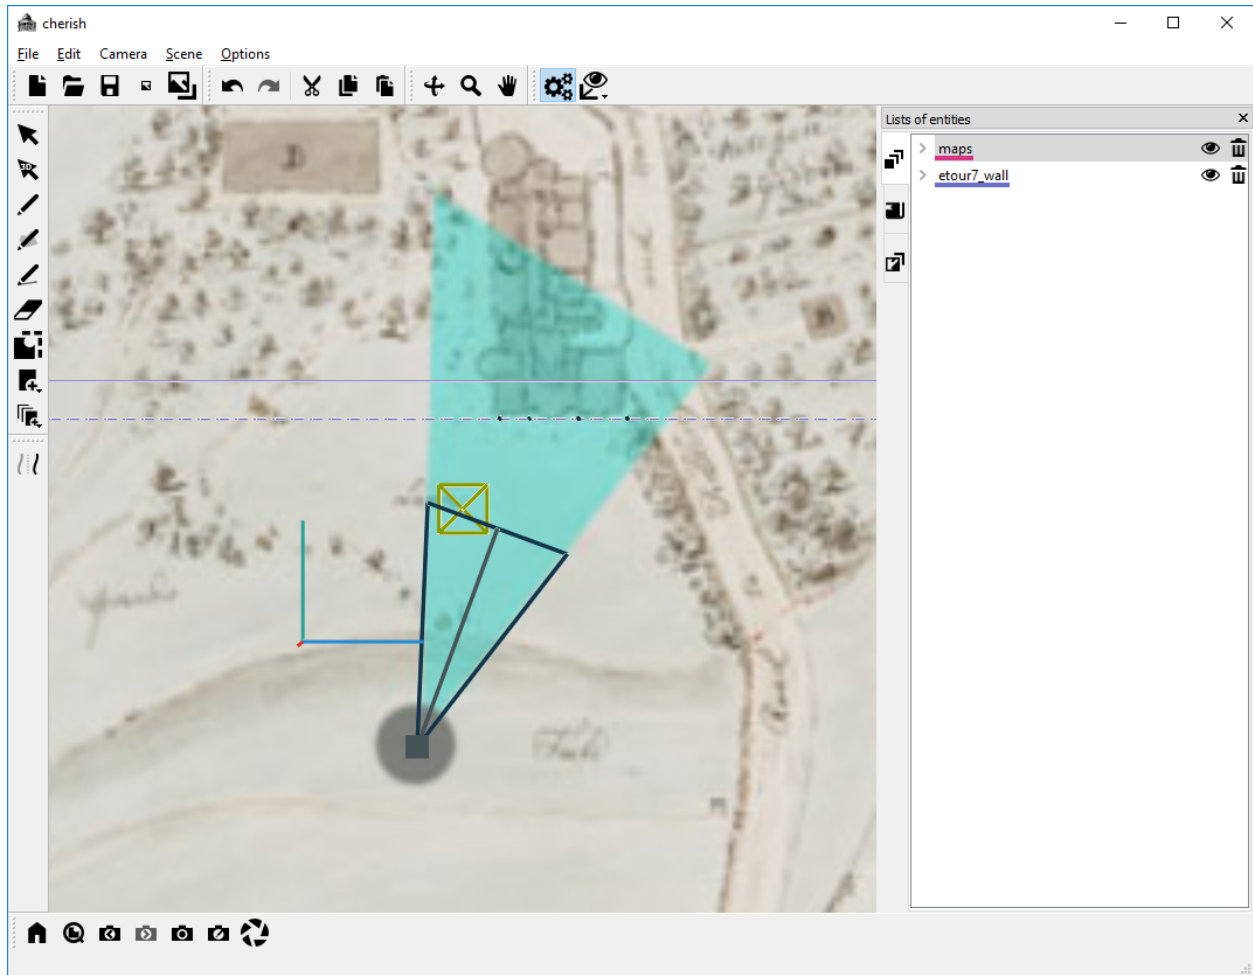 cherish
File Edit Camera Scene Options
Lists of entities
maps
etour7_wall